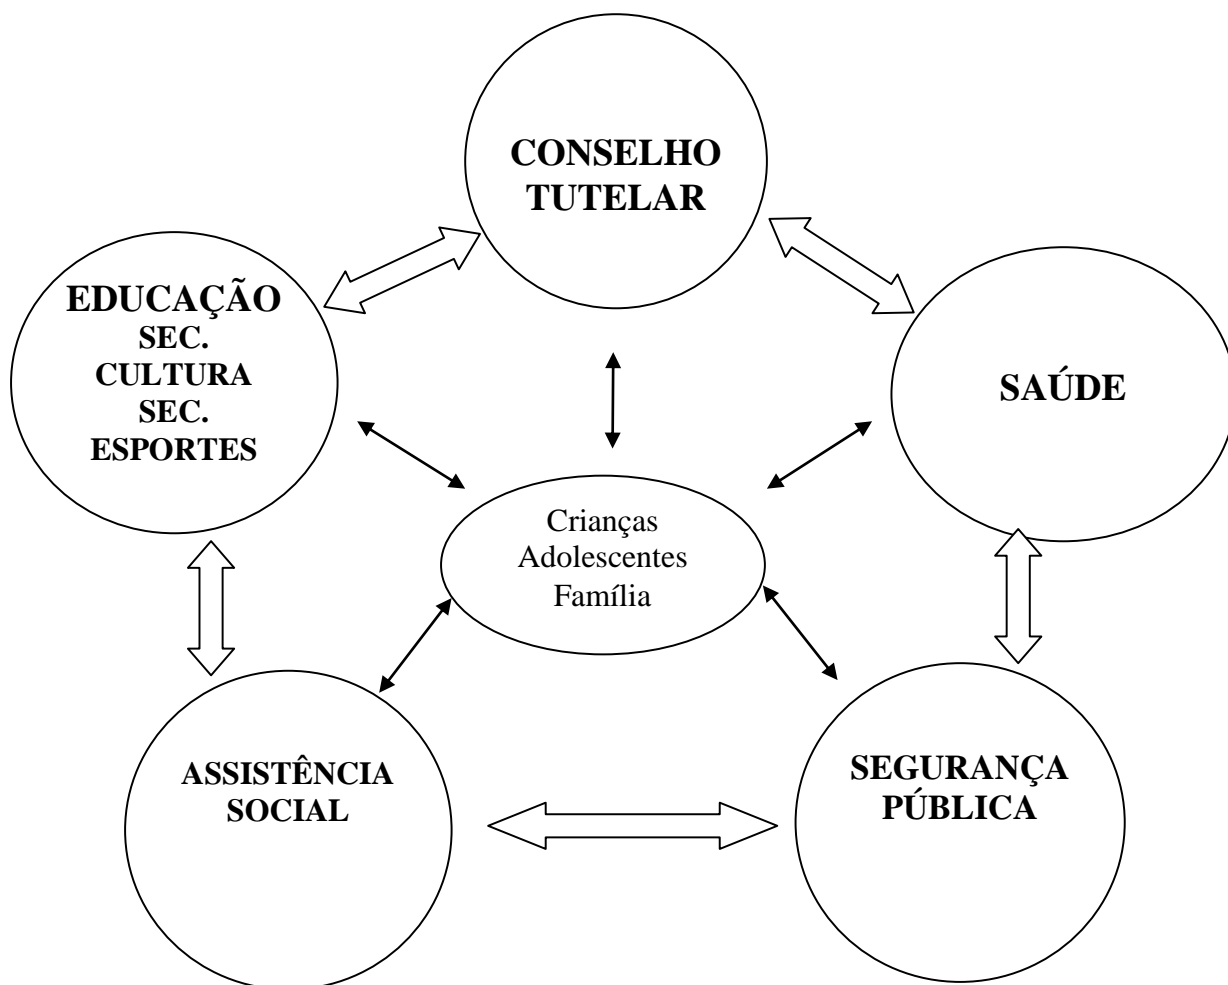 CONSELHO
TUTELAR
EDUCAÇÃO
SEC.
CULTURA
SEC.
ESPORTES
SAÚDE
Crianças
Adolescentes
Família
ASSISTÊNCIA
SOCIAL
SEGURANÇA
PÚBLICA